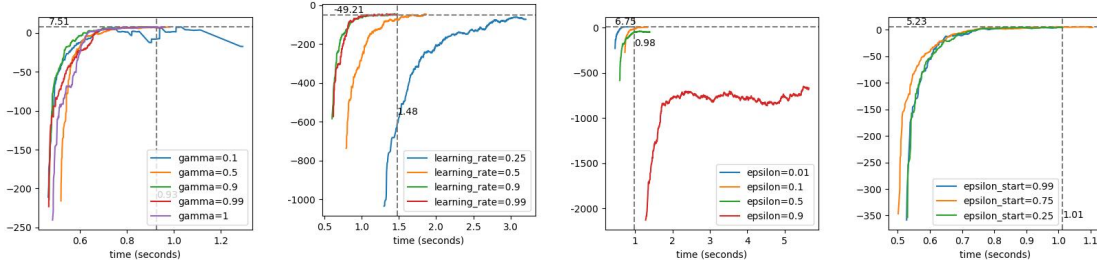 7.51
0
−50
−100
−150
−200
−250
0.6
0.8
1.0
1.2
time (seconds)
0.93
gamma=0.1
gamma=0.5
gamma=0.9
gamma=0.99
gamma=1
-49.21
0
−200
−400
−600
−800
−1000
0.5
1.0
1.5
2.0
2.5
3.0
time (seconds)
1.48
learning_rate=0.25
learning_rate=0.5
learning_rate=0.9
learning_rate=0.99
6.75
0.98
0
−500
−1000
−1500
−2000
1
2
3
4
5
time (seconds)
epsilon=0.01
epsilon=0.1
epsilon=0.5
epsilon=0.9
5.23
0
−50
−100
−150
−200
−250
−300
−350
0.5
0.6
0.7
0.8
0.9
1.0
1.1
time (seconds)
1.01
epsilon_start=0.99
epsilon_start=0.75
epsilon_start=0.25